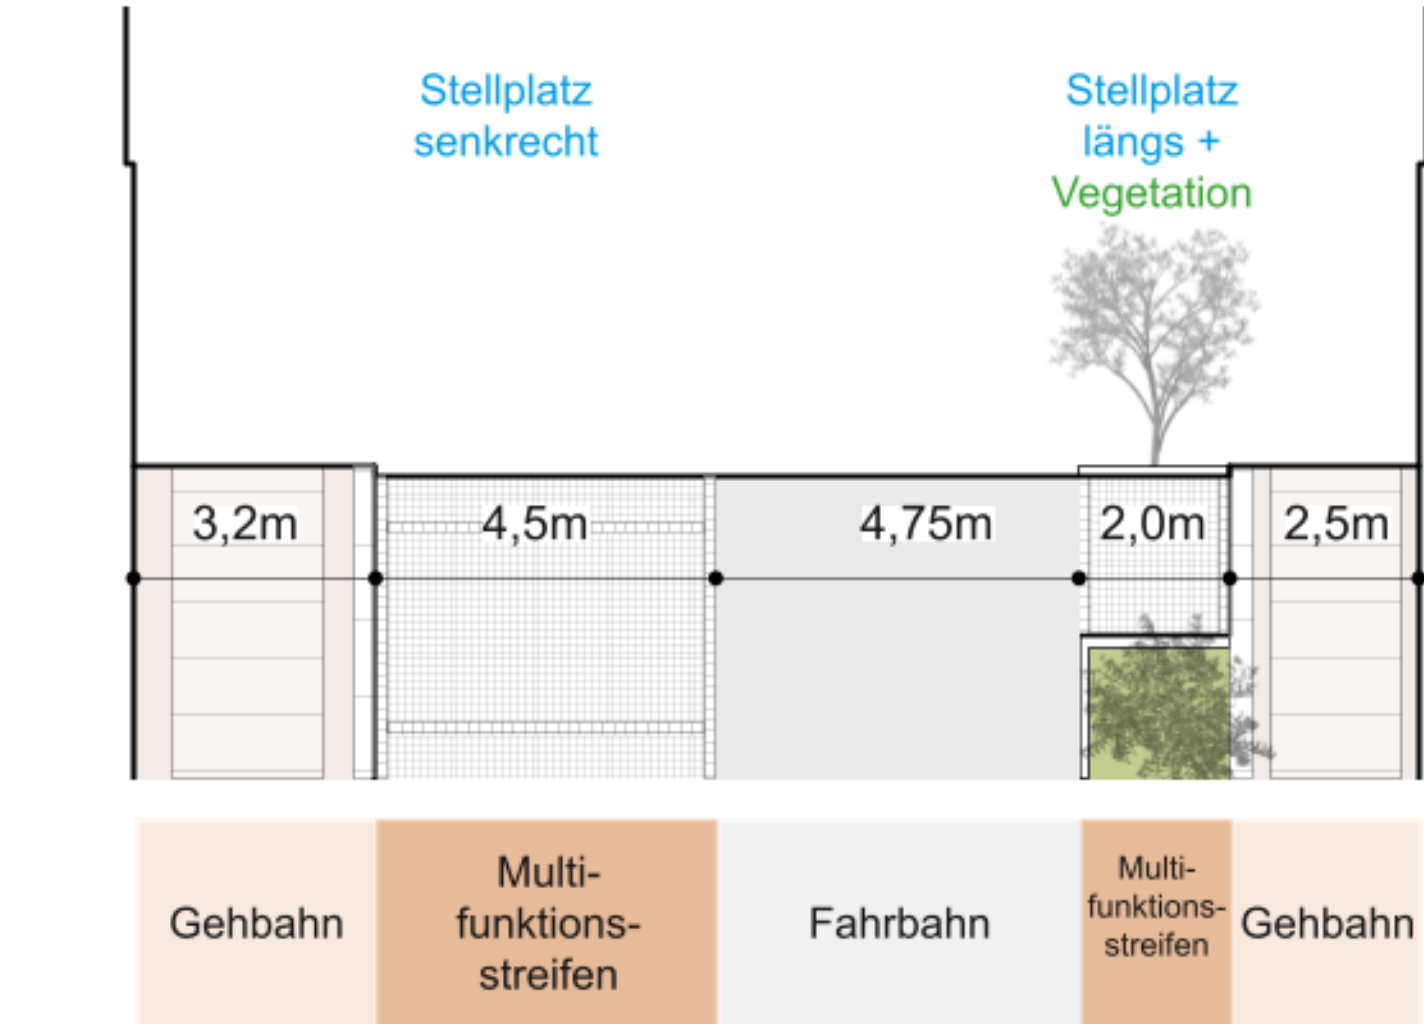 Stellplatz
senkrecht
Stellplatz
längs +
Vegetation
3,2m
4,5m
4,75m
2,0m
2,5m
Gehbahn
Multi-
funktions-
streifen
Fahrbahn
Multi-
funktions-
streifen
Gehbahn